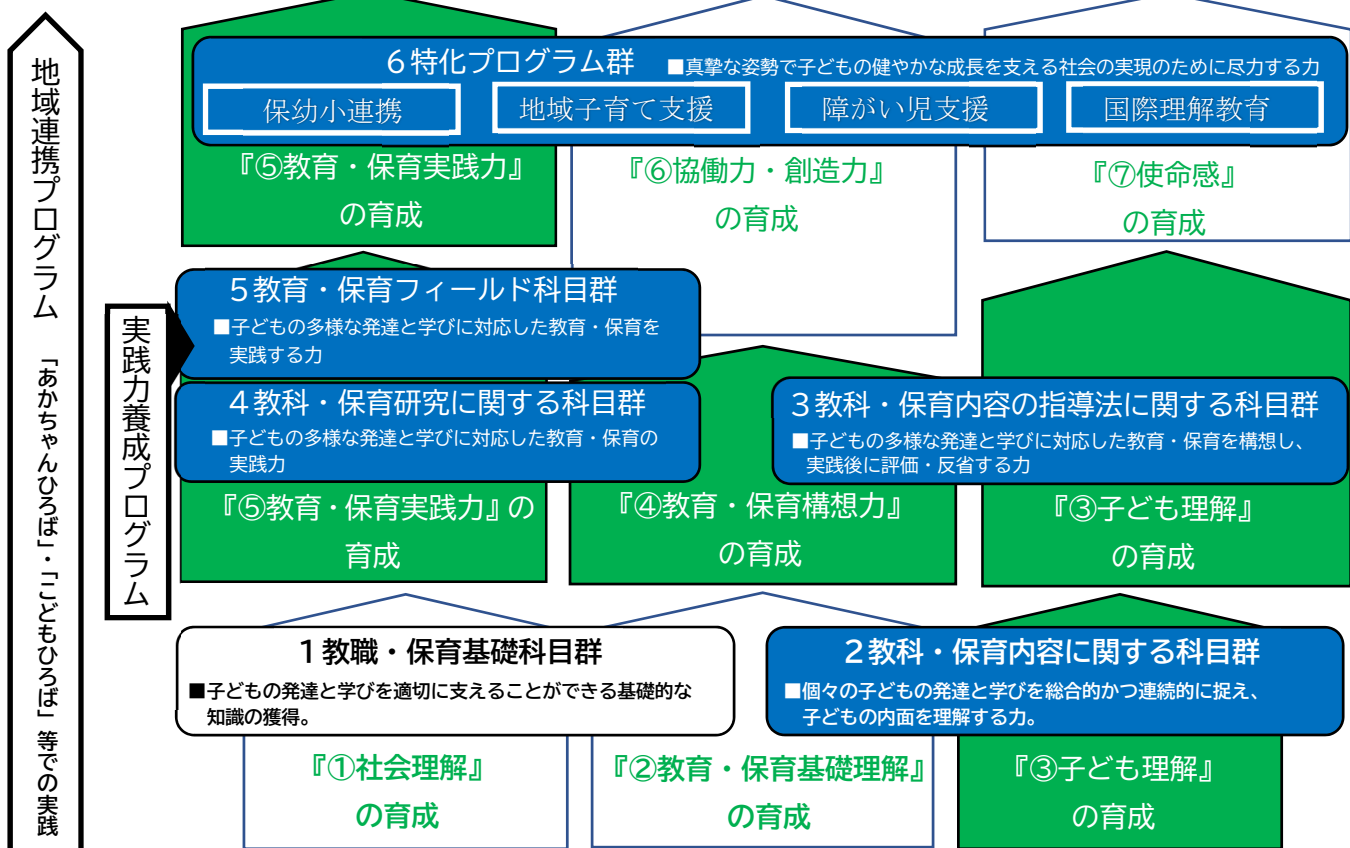 地域連携プログラム 「あかちゃんひろば」・「こどもひろば」等での実践
実践力養成プログラム
６特化プログラム群 ■真摯な姿勢で子どもの健やかな成長を支える社会の実現のために尽力する力
保幼小連携
地域子育て支援
障がい児支援
国際理解教育
『⑤教育・保育実践力』
の育成
『⑥協働力・創造力』
の育成
『⑦使命感』
の育成
５教育・保育フィールド科目群
■子どもの多様な発達と学びに対応した教育・保育を
実践する力
４教科・保育研究に関する科目群
■子どもの多様な発達と学びに対応した教育・保育の
実践力
３教科・保育内容の指導法に関する科目群
■子どもの多様な発達と学びに対応した教育・保育を構想し、
実践後に評価・反省する力
『⑤教育・保育実践力』の
育成
『④教育・保育構想力』
の育成
『③子ども理解』
の育成
１教職・保育基礎科目群
■子どもの発達と学びを適切に支えることができる基礎的な
知識の獲得。
２教科・保育内容に関する科目群
■個々の子どもの発達と学びを総合的かつ連続的に捉え、
子どもの内面を理解する力。
『①社会理解』
の育成
『②教育・保育基礎理解』
の育成
『③子ども理解』
の育成